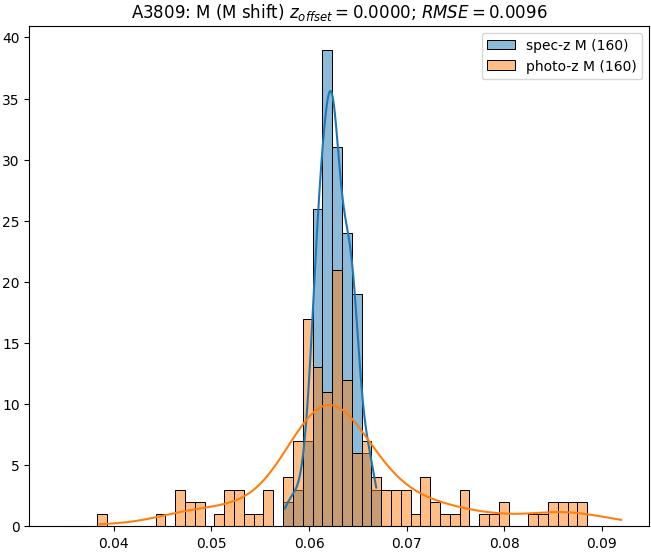 A3809: M (M shift) z_offset = 0.0000; RMSE = 0.0096
40
35
30
25
20
15
10
5
0
spec-z M (160)
photo-z M (160)
0.04 0.05 0.06 0.07 0.08 0.09